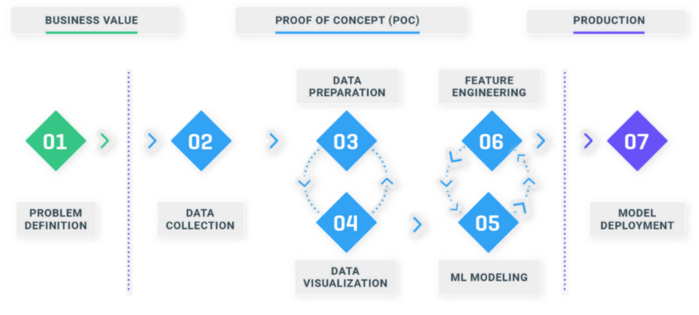 BUSINESS VALUE
PROOF OF CONCEPT (POC)
PRODUCTION
DATA
PREPARATION
FEATURE
ENGINEERING
01
02
03
06
07
PROBLEM
DEFINITION
DATA
COLLECTION
04
05
MODEL
DEPLOYMENT
DATA
VISUALIZATION
ML MODELING